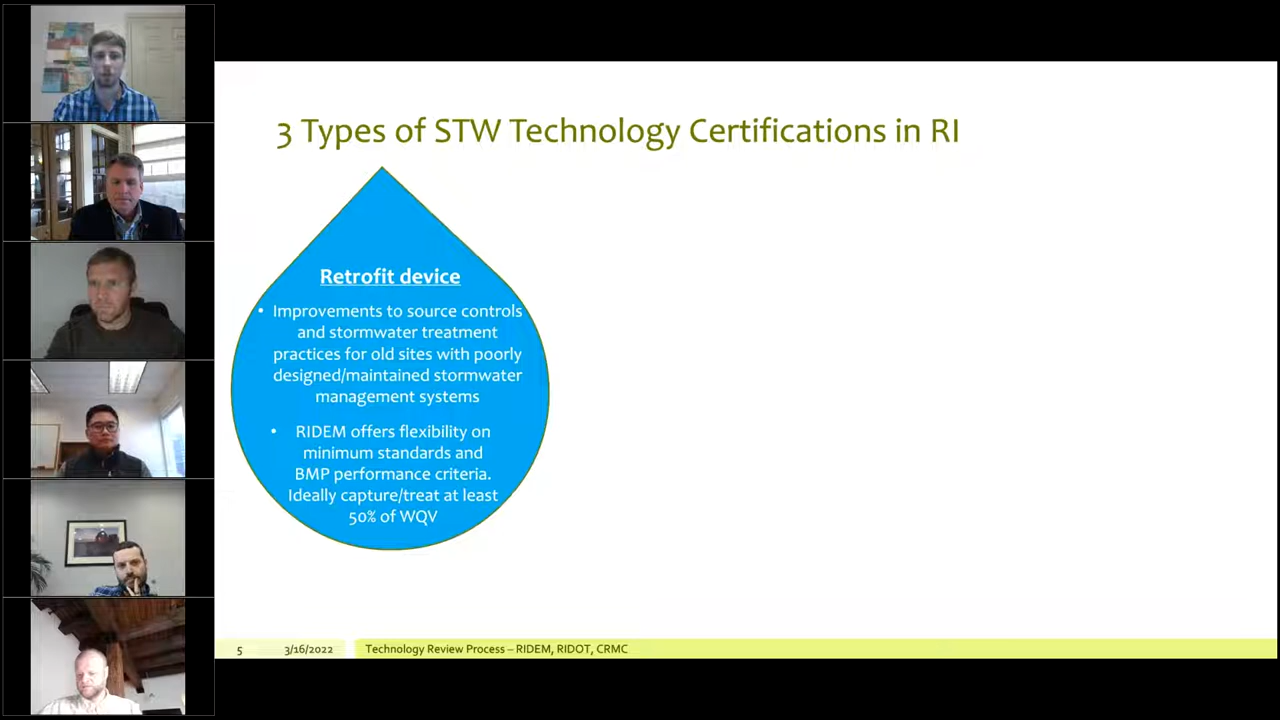 3 Types of STW Technology Certifications in RI
Retrofit device
• Improvements to source controls
and stormwater treatment
practices for old sites with poorly
designed/maintained stormwater
management systems
• RIDEM offers flexibility on
minimum standards and
BMP performance criteria.
Ideally capture/treat at least
50% of WQV
5 3/16/2022 Technology Review Process – RIDEM, RIDOT, CRMC